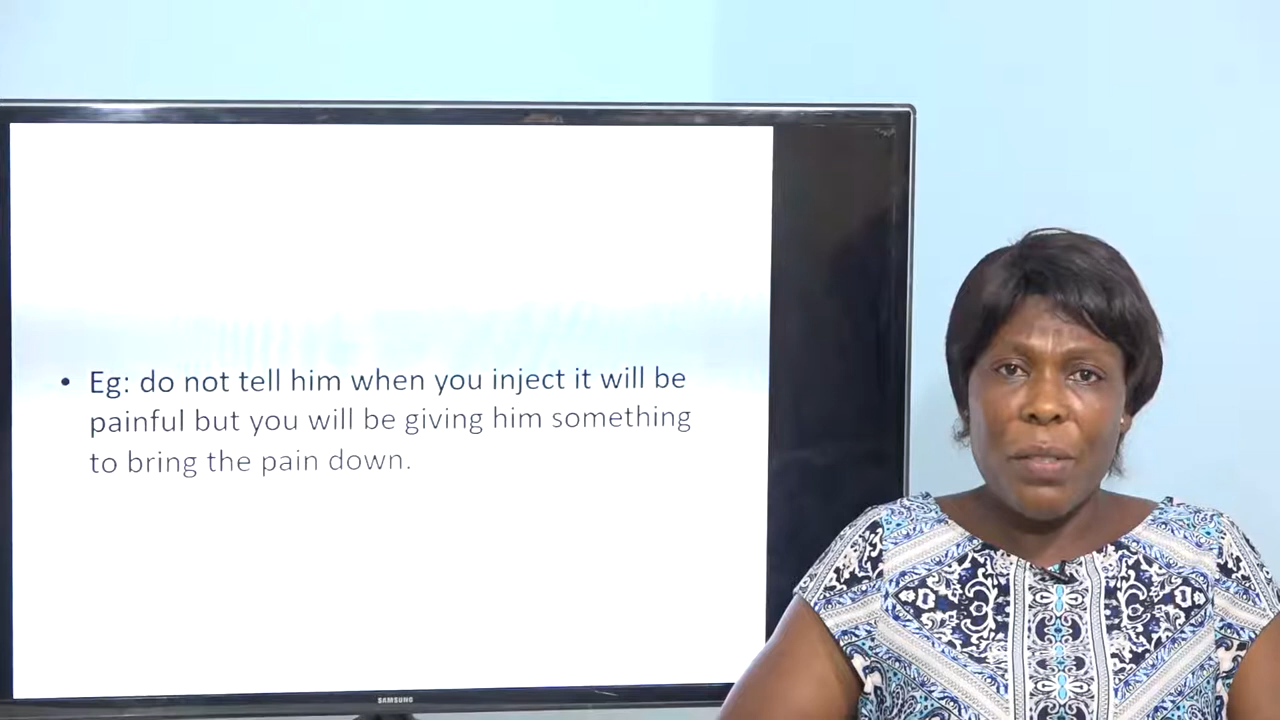 • Eg: do not tell him when you inject it will be
painful but you will be giving him something
to bring the pain down.
SAMSUNG